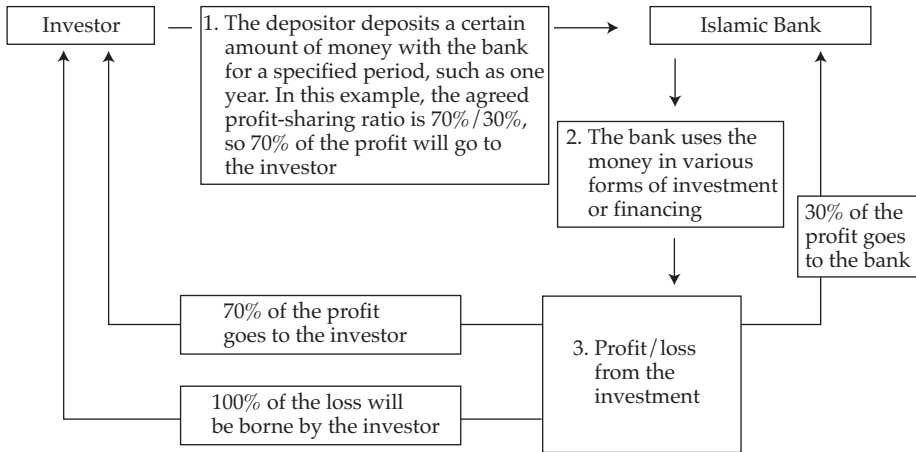 Investor
1. The depositor deposits a certain
amount of money with the bank
for a specified period, such as one
year. In this example, the agreed
profit-sharing ratio is 70%/30%,
so 70% of the profit will go to
the investor
Islamic Bank
2. The bank uses the
money in various
forms of investment
or financing
30% of the
profit goes
to the bank
70% of the profit
goes to the investor
3. Profit/loss
from the
investment
100% of the loss will
be borne by the investor